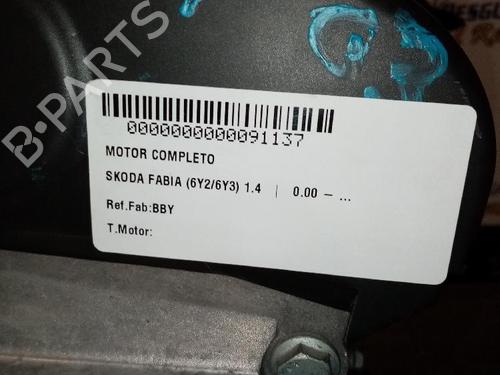 B·PARTS
0000000000091137
MOTOR COMPLETO
SKODA FABIA (6Y2/6Y3) 1.4 | 0.00 – ...
Ref.Fab:BBY
T.Motor: